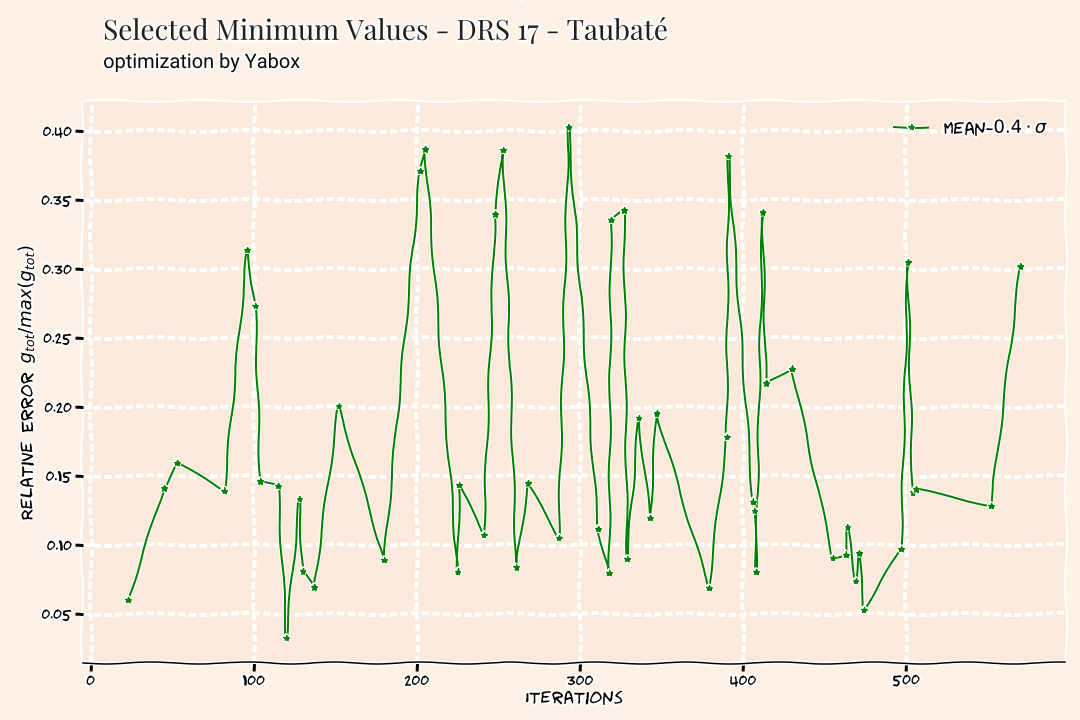 Selected Minimum Values - DRS 17 - Taubaté
optimization by Yabox
MEAN-0.4 · σ
0.40
0.35
0.30
0.25
0.20
0.15
0.10
0.05
RELATIVE ERROR g_tot/max(g_tot)
0 100 200 300 400 500
ITERATIONS